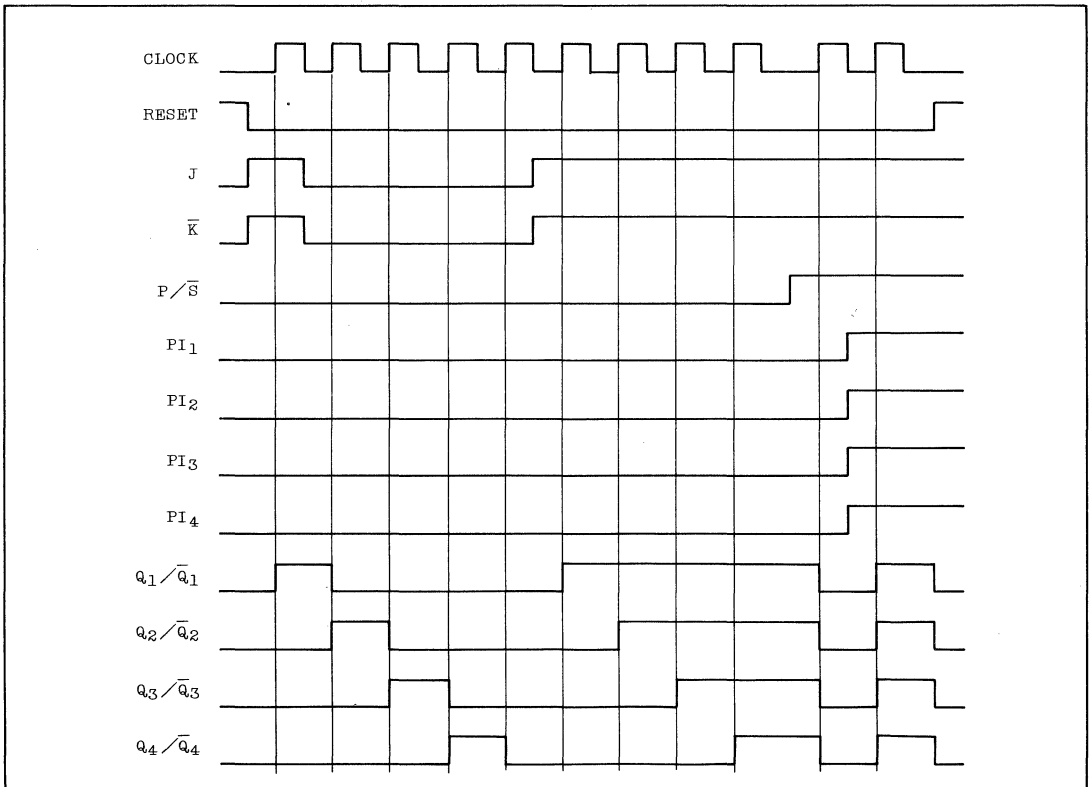 CLOCK
RESET
J
K̅
P/S̅
PI₁
PI₂
PI₃
PI₄
Q₁/Q̅₁
Q₂/Q̅₂
Q₃/Q̅₃
Q₄/Q̅₄